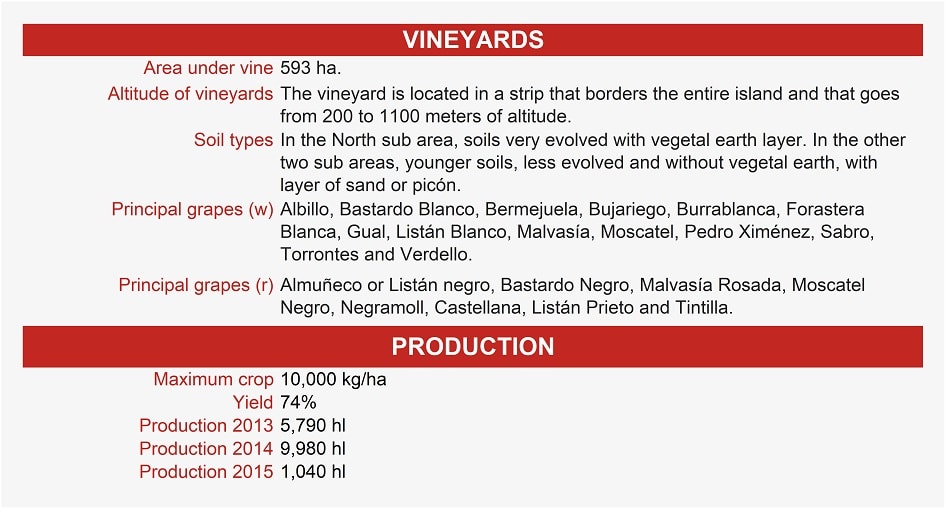 VINEYARDS
Area under vine 593 ha.
Altitude of vineyards The vineyard is located in a strip that borders the entire island and that goes
from 200 to 1100 meters of altitude.
Soil types In the North sub area, soils very evolved with vegetal earth layer. In the other
two sub areas, younger soils, less evolved and without vegetal earth, with
layer of sand or picón.
Principal grapes (w) Albillo, Bastardo Blanco, Bermejuela, Bujariego, Burrablanca, Forastera
Blanca, Gual, Listán Blanco, Malvasía, Moscatel, Pedro Ximénez, Sabro,
Torrontes and Verdello.
Principal grapes (r) Almuñeco or Listán negro, Bastardo Negro, Malvasía Rosada, Moscatel
Negro, Negramoll, Castellana, Listán Prieto and Tintilla.
PRODUCTION
Maximum crop 10,000 kg/ha
Yield 74%
Production 2013 5,790 hl
Production 2014 9,980 hl
Production 2015 1,040 hl